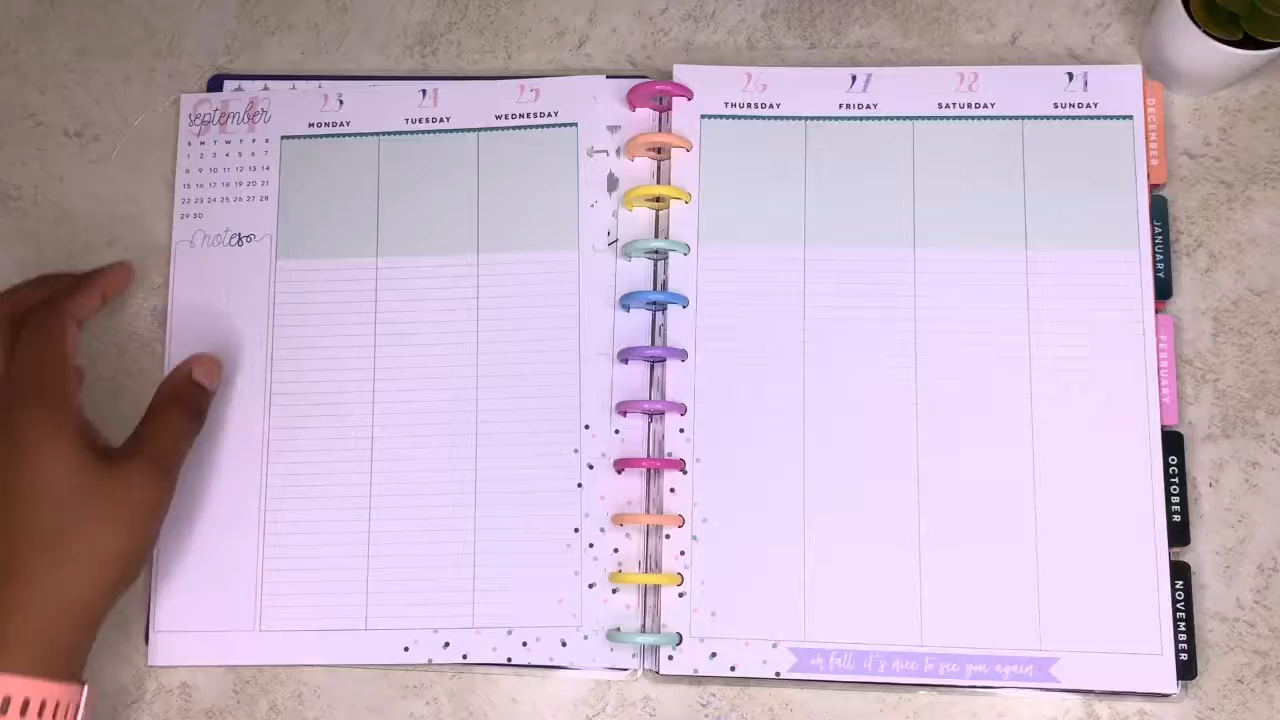 SEP
september
S M T W T F S
1 2 3 4 5 6 7
8 9 10 11 12 13 14
15 16 17 18 19 20 21
22 23 24 25 26 27 28
29 30
notes
23 24 25
MONDAY TUESDAY WEDNESDAY
26 27 28 29
THURSDAY FRIDAY SATURDAY SUNDAY
oh fall, it's nice to see you again.
DECEMBER
JANUARY
FEBRUARY
OCTOBER
NOVEMBER